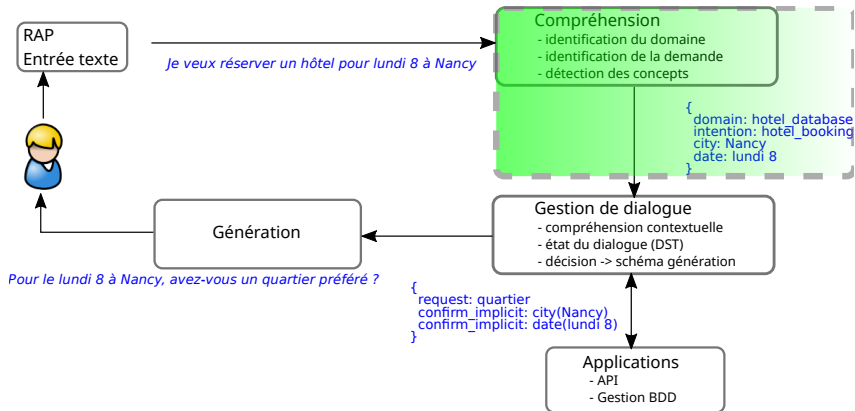 RAP
Entrée texte
Je veux réserver un hôtel pour lundi 8 à Nancy
Compréhension
- identification du domaine
- identification de la demande
- détection des concepts
{
domain: hotel_database
intention: hotel_booking
city: Nancy
date: lundi 8
}
Gestion de dialogue
- compréhension contextuelle
- état du dialogue (DST)
- décision -> schéma génération
Génération
Pour le lundi 8 à Nancy, avez-vous un quartier préféré ?
{
request: quartier
confirm_implicit: city(Nancy)
confirm_implicit: date(lundi 8)
}
Applications
- API
- Gestion BDD